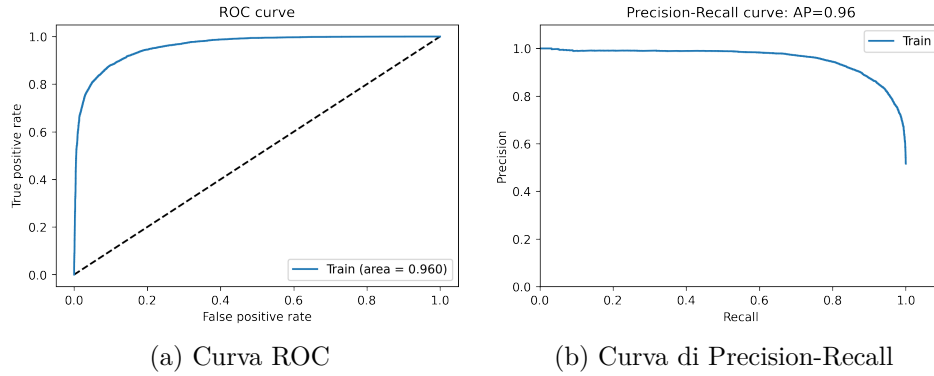 ROC curve
1.0
0.8
0.6
0.4
0.2
0.0
True positive rate
0.0 0.2 0.4 0.6 0.8 1.0
False positive rate
Train (area = 0.960)
(a) Curva ROC
Precision-Recall curve: AP=0.96
1.0
0.8
0.6
0.4
0.2
0.0
Precision
0.0 0.2 0.4 0.6 0.8 1.0
Recall
Train
(b) Curva di Precision-Recall